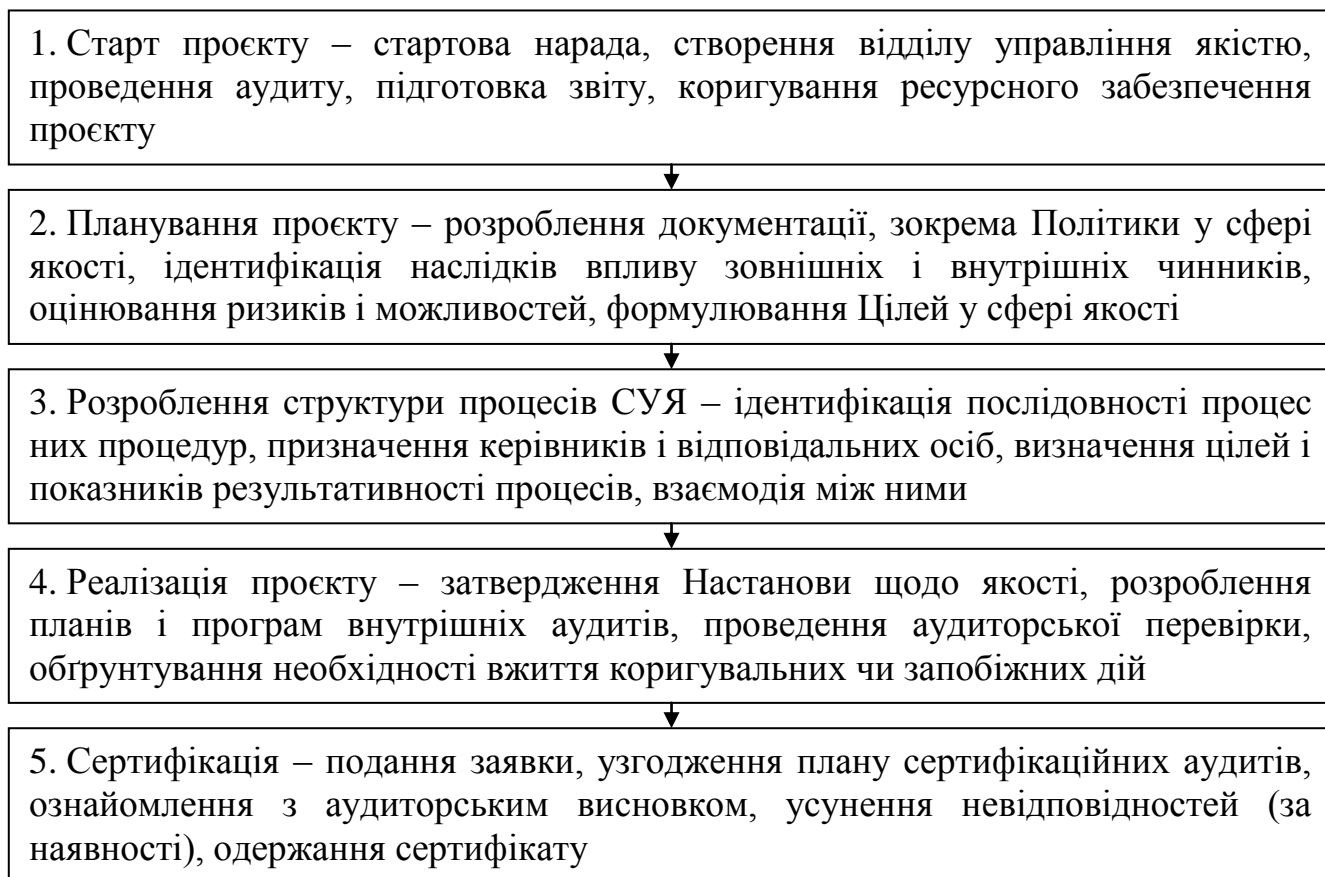 1. Старт проєкту – стартова нарада, створення відділу управління якістю,
проведення аудиту, підготовка звіту, коригування ресурсного забезпечення
проєкту
2. Планування проєкту – розроблення документації, зокрема Політики у сфері
якості, ідентифікація наслідків впливу зовнішніх і внутрішніх чинників,
оцінювання ризиків і можливостей, формулювання Цілей у сфері якості
3. Розроблення структури процесів СУЯ – ідентифікація послідовності процес
них процедур, призначення керівників і відповідальних осіб, визначення цілей і
показників результативності процесів, взаємодія між ними
4. Реалізація проєкту – затвердження Настанови щодо якості, розроблення
планів і програм внутрішніх аудитів, проведення аудиторської перевірки,
обґрунтування необхідності вжиття коригувальних чи запобіжних дій
5. Сертифікація – подання заявки, узгодження плану сертифікаційних аудитів,
ознайомлення з аудиторським висновком, усунення невідповідностей (за
наявності), одержання сертифікату